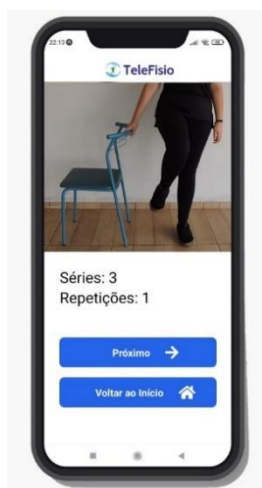 22:13
TeleFisio
Séries: 3
Repetições: 1
Próximo
Voltar ao Início